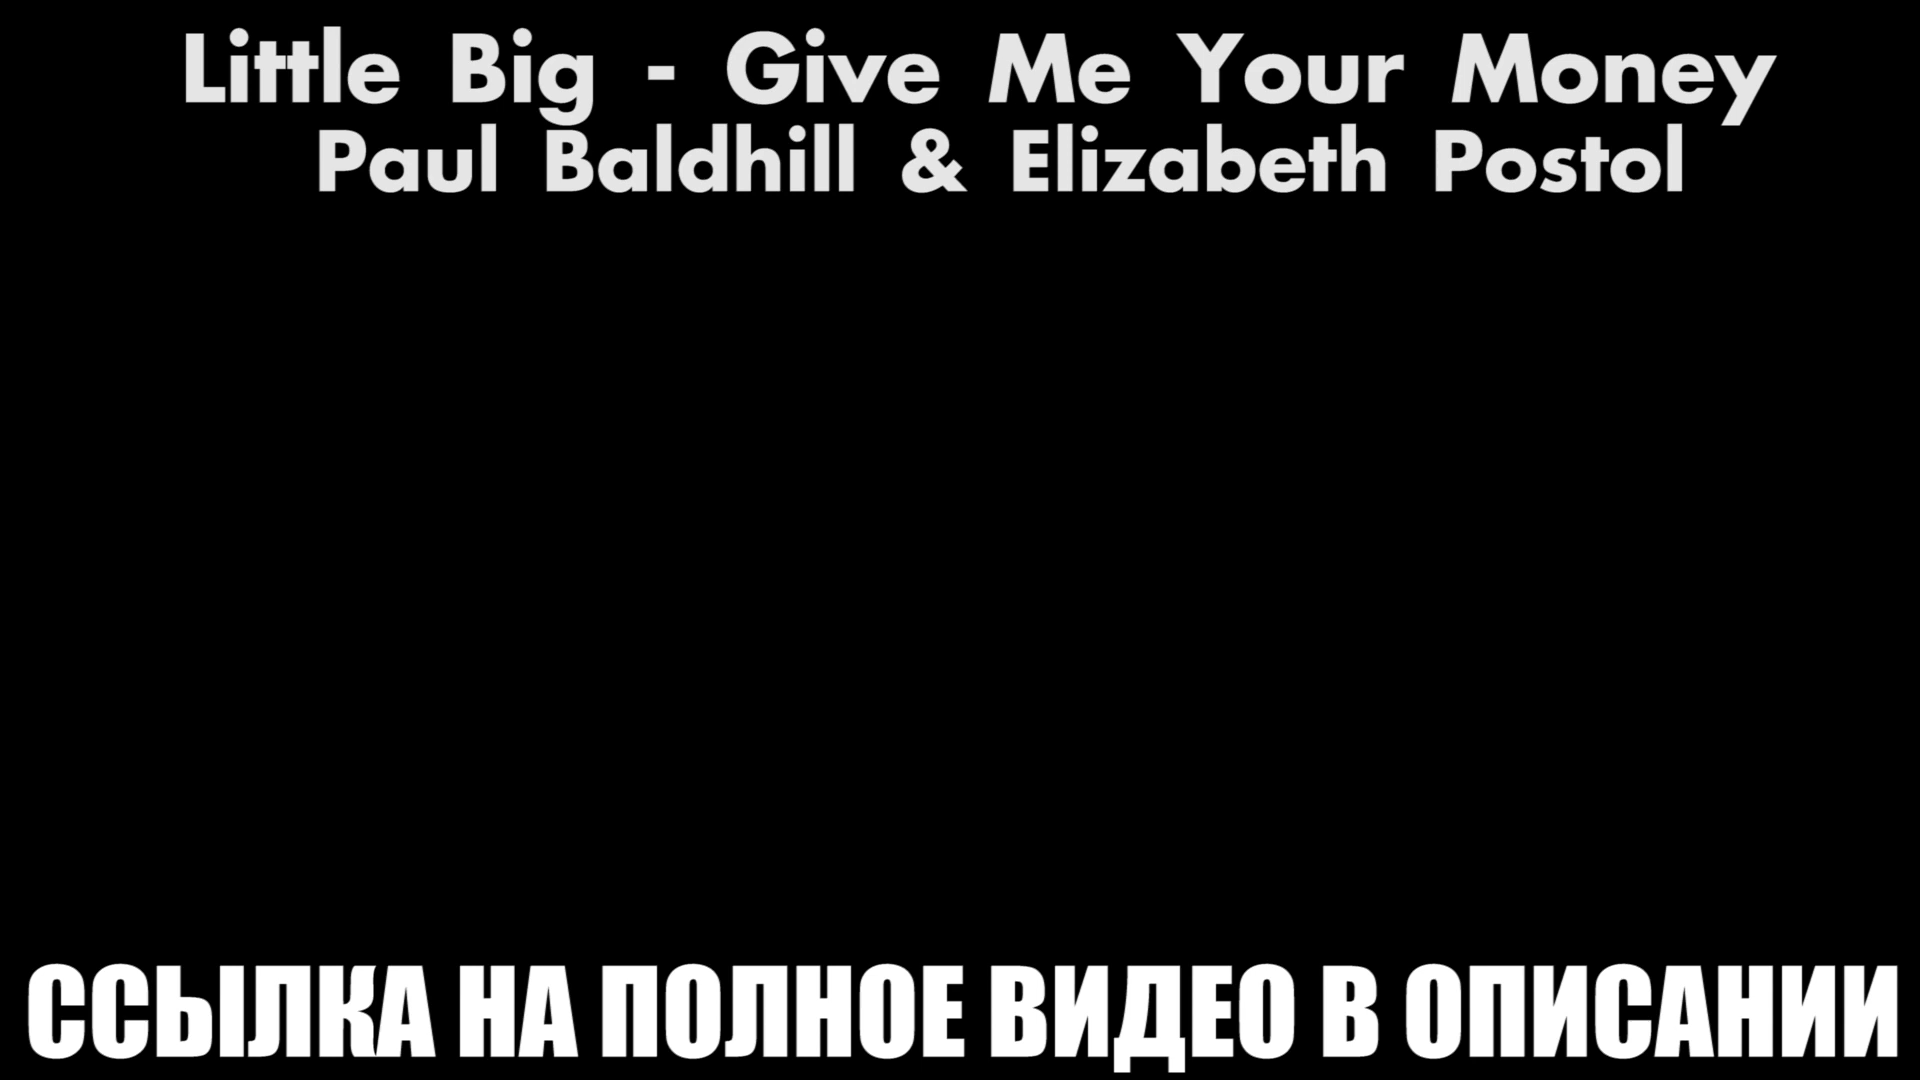 Little Big - Give Me Your Money
Paul Baldhill & Elizabeth Postol
ССЫЛКА НА ПОЛНОЕ ВИДЕО В ОПИСАНИИ